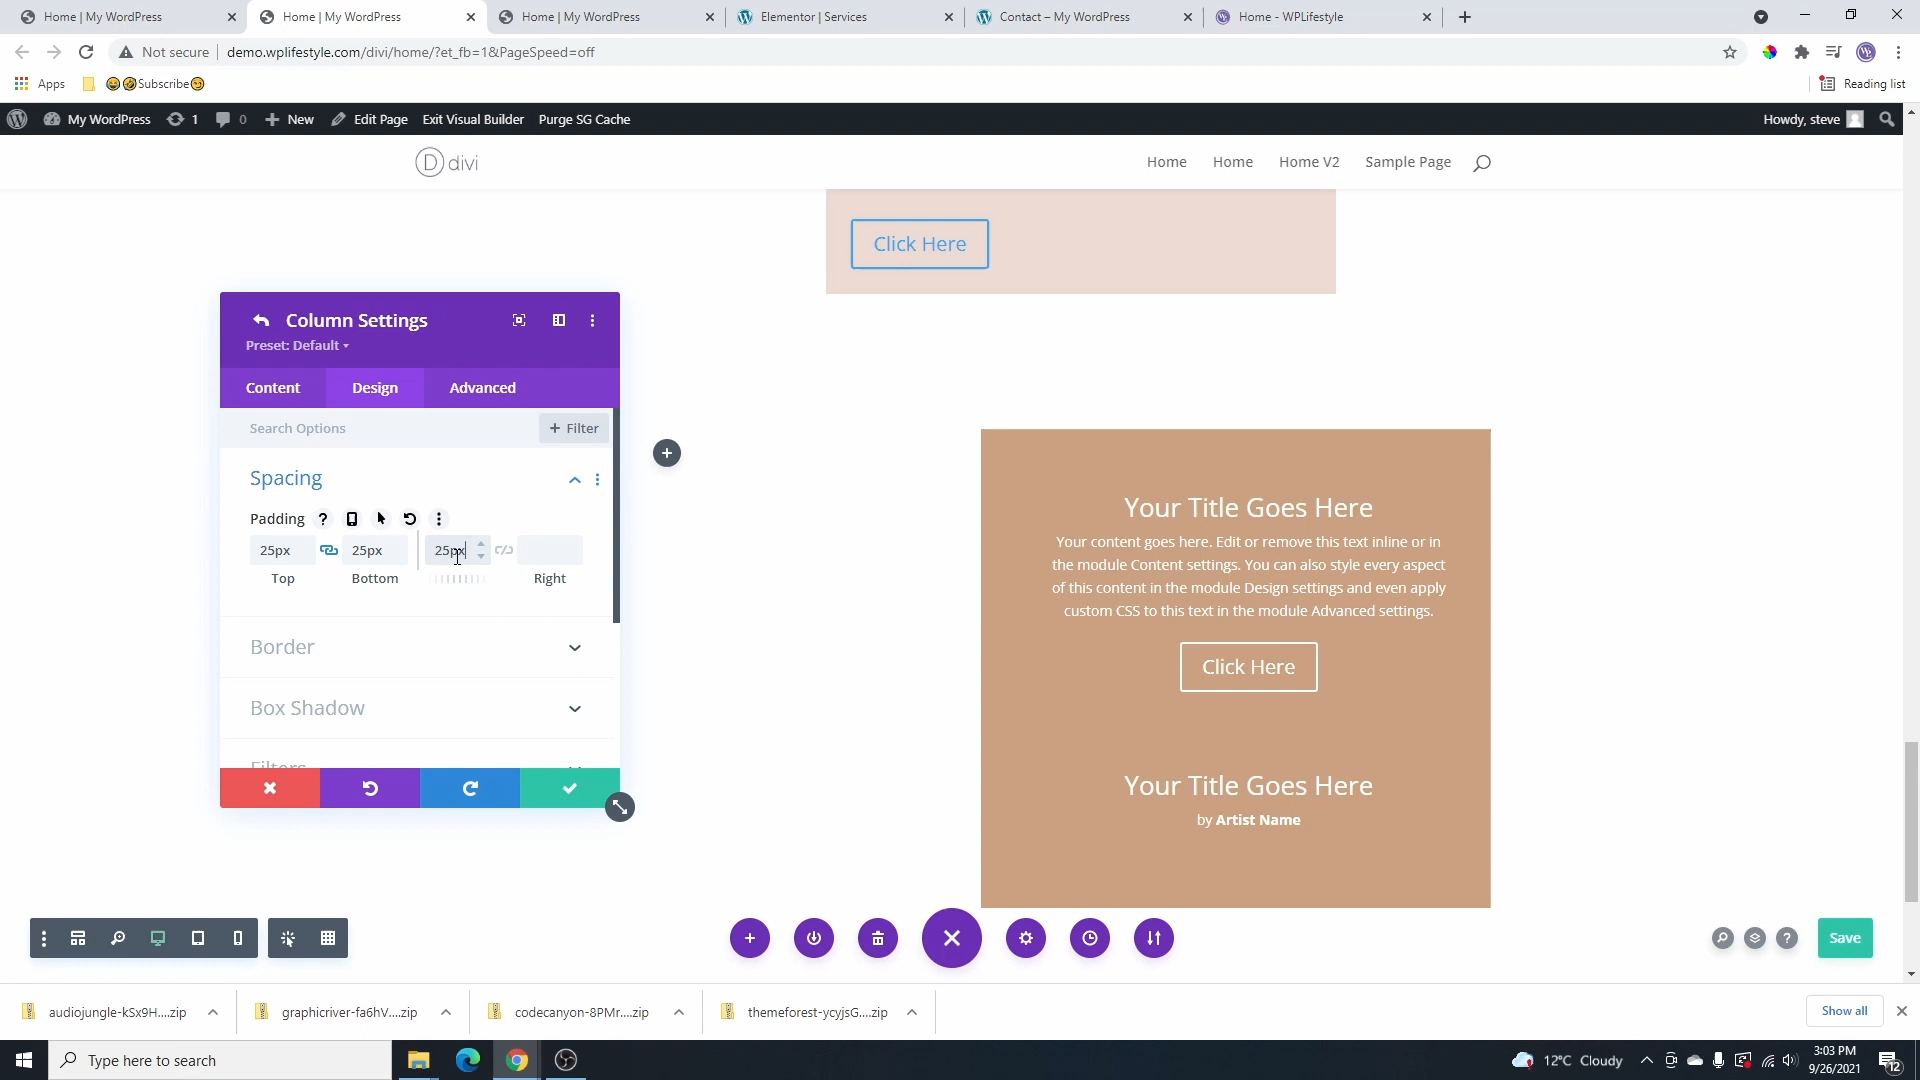 Home | My WordPress
Home | My WordPress
Home | My WordPress
Elementor | Services
Contact – My WordPress
Home - WPLifestyle
Not secure
demo.wplifestyle.com/divi/home/?et_fb=1&PageSpeed=off
Apps
😂🤣Subscribe😊
Reading list
My WordPress
1
0
New
Edit Page
Exit Visual Builder
Purge SG Cache
Howdy, steve
D divi
Home
Home
Home V2
Sample Page
Click Here
Column Settings
Preset: Default
Content
Design
Advanced
Search Options
+ Filter
Spacing
Padding
25px
25px
25px
Top
Bottom
Right
Border
Box Shadow
Filters
Your Title Goes Here
Your content goes here. Edit or remove this text inline or in
the module Content settings. You can also style every aspect
of this content in the module Design settings and even apply
custom CSS to this text in the module Advanced settings.
Click Here
Your Title Goes Here
by Artist Name
Save
audiojungle-kSx9H....zip
graphicriver-fa6hV....zip
codecanyon-8PMr....zip
themeforest-ycyjsG....zip
Show all
Type here to search
12°C Cloudy
3:03 PM
9/26/2021
12